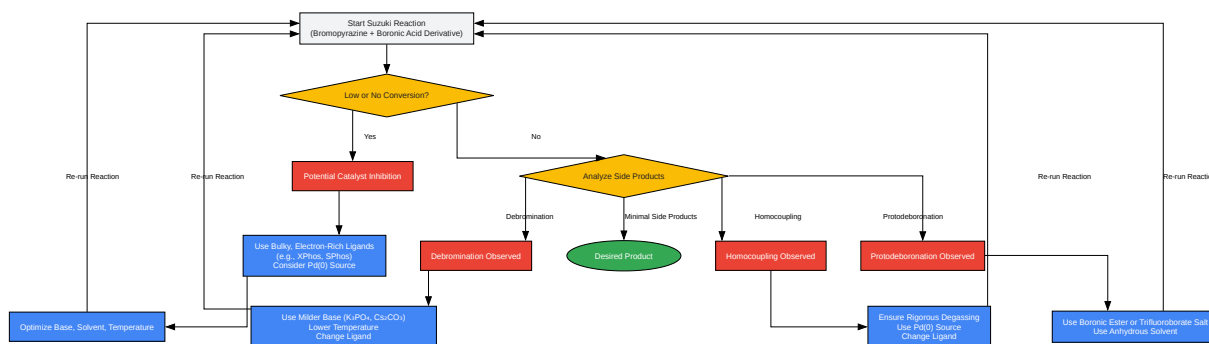 Start Suzuki Reaction
(Bromopyrazine + Boronic Acid Derivative)
Low or No Conversion?
Yes
No
Re-run Reaction
Re-run Reaction
Potential Catalyst Inhibition
Analyze Side Products
Re-run Reaction
Re-run Reaction
Debromination
Minimal Side Products
Homocoupling
Protodeboronation
Use Bulky, Electron-Rich Ligands
(e.g., XPhos, SPhos)
Consider Pd(0) Source
Debromination Observed
Desired Product
Homocoupling Observed
Protodeboronation Observed
Optimize Base, Solvent, Temperature
Use Milder Base (K₃PO₄, Cs₂CO₃)
Lower Temperature
Change Ligand
Ensure Rigorous Degassing
Use Pd(0) Source
Change Ligand
Use Boronic Ester or Trifluoroborate Salt
Use Anhydrous Solvent